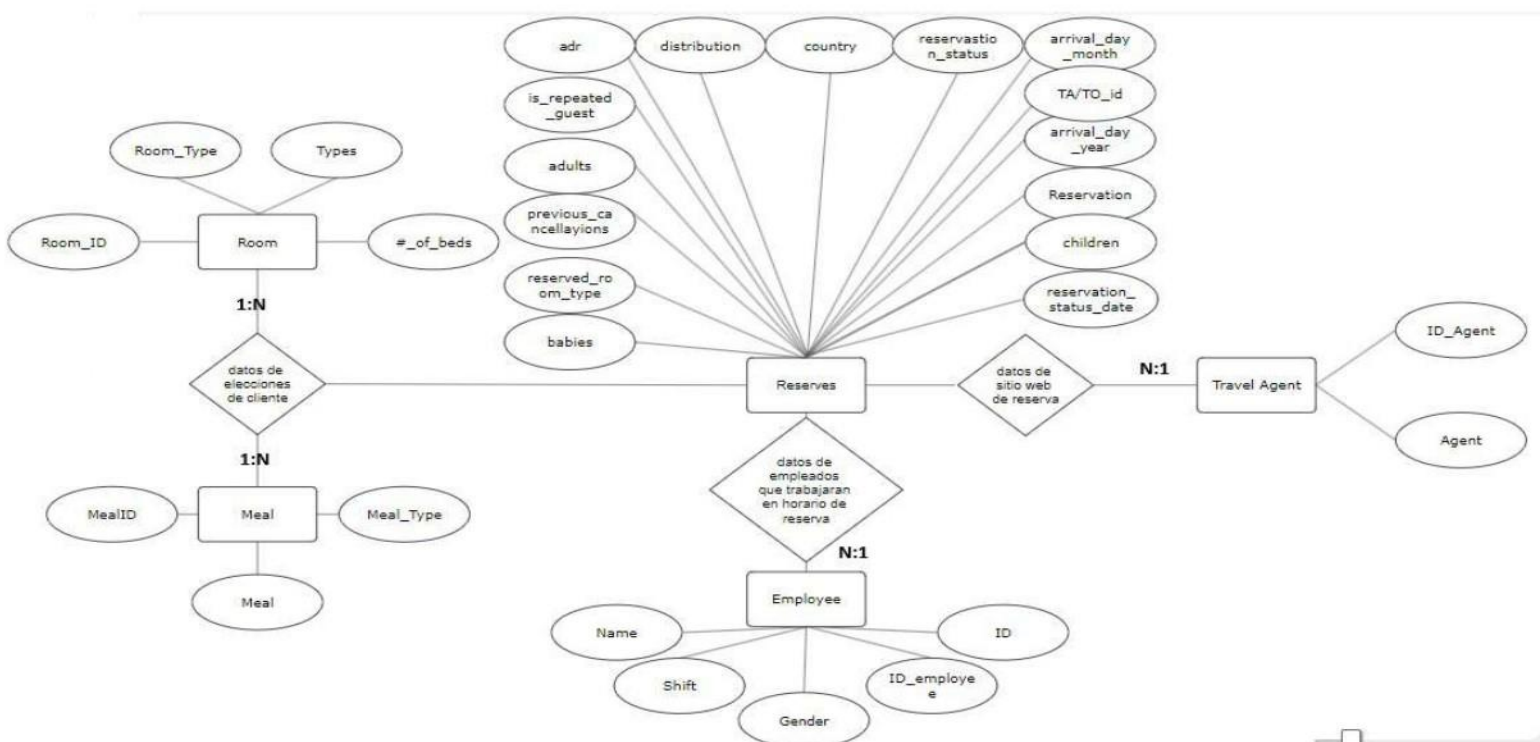 adr
distribution
country
reservastio
n_status
arrival_day
_month
is_repeated
_guest
TA/TO_id
arrival_day
_year
Room_Type
Types
adults
Reservation
previous_ca
ncellayions
Room_ID
Room
#_of_beds
children
reserved_ro
om_type
reservation_
status_date
1:N
babies
ID_Agent
datos de
elecciones
de cliente
Reserves
datos de
sitio web
de reserva
N:1
Travel Agent
Agent
1:N
datos de
empleados
que trabajaran
en horario de
reserva
MealID
Meal
Meal_Type
N:1
Meal
Employee
Name
ID
Shift
ID_employe
e
Gender